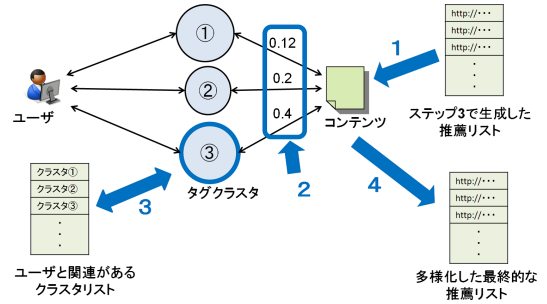 ①
0.12
1
http://···
http://···
http://···
·
·
·
②
0.2
ユーザ
コンテンツ
ステップ3で生成した
推薦リスト
0.4
③
クラスタ①
クラスタ②
クラスタ③
·
·
·
3
タグクラスタ
2
4
http://···
http://···
http://···
·
·
·
ユーザと関連がある
クラスタリスト
多様化した最終的な
推薦リスト